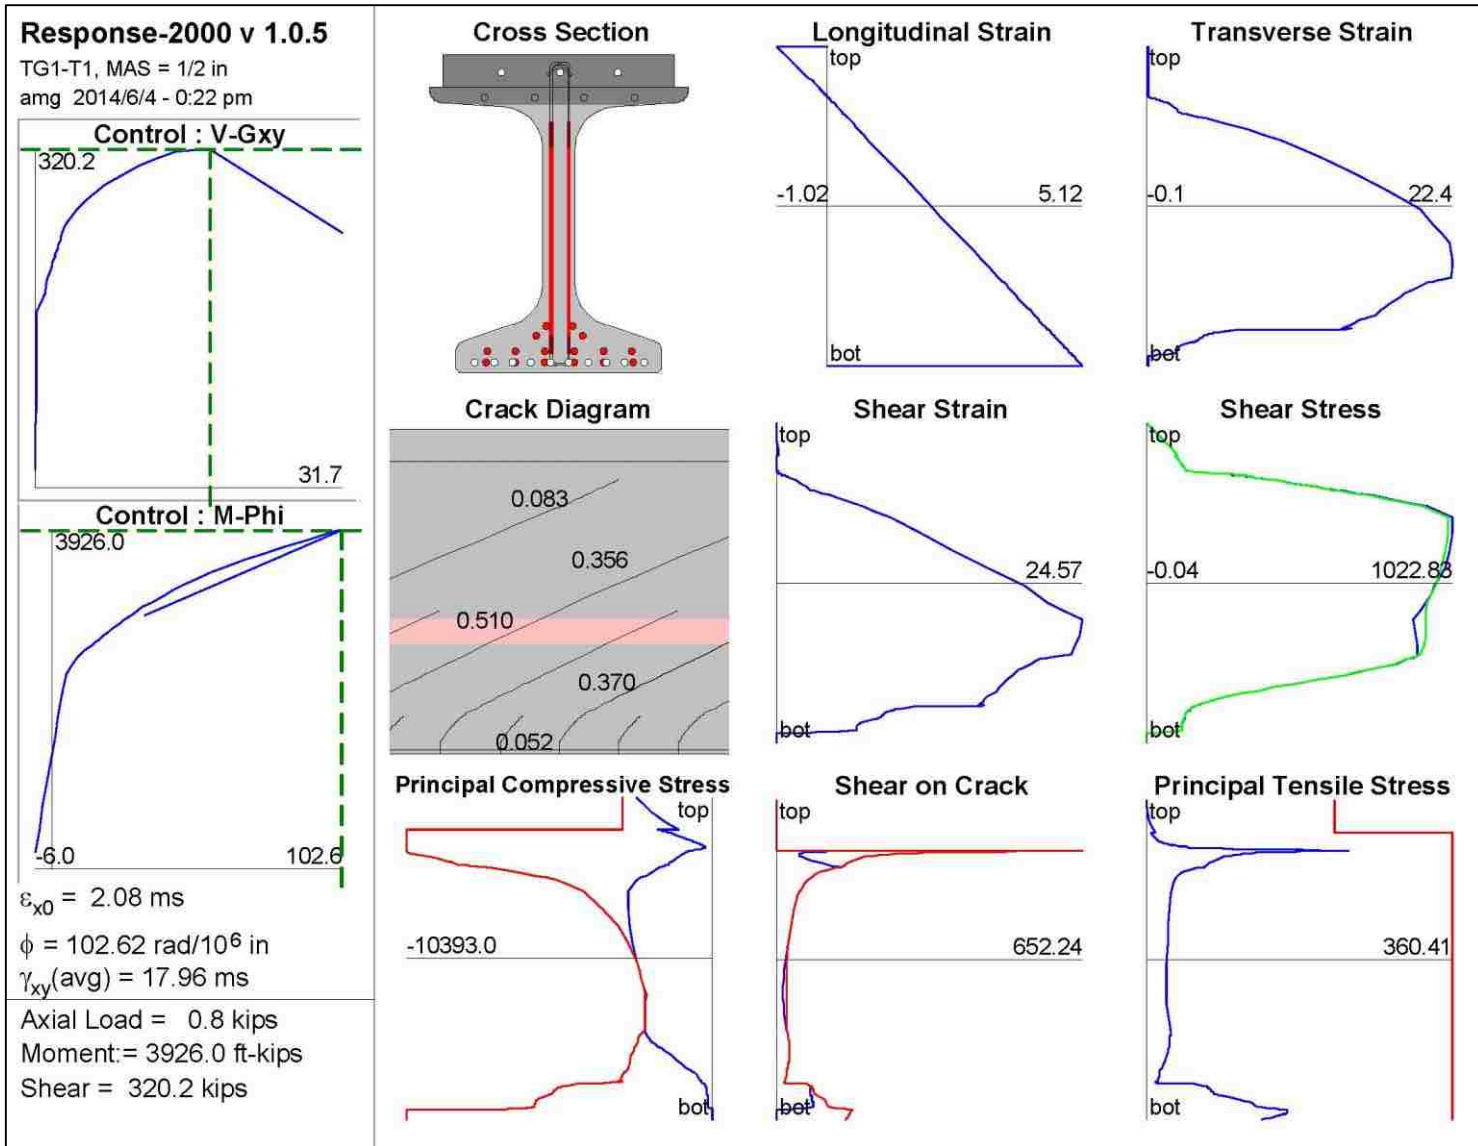 Response-2000 v 1.0.5
TG1-T1, MAS = 1/2 in
amg 2014/6/4 - 0:22 pm
Control : V-Gxy
320.2
31.7
Control : M-Phi
3926.0
-6.0
102.6
εx0 = 2.08 ms
ϕ = 102.62 rad/10⁶ in
γxy(avg) = 17.96 ms
Axial Load = 0.8 kips
Moment:= 3926.0 ft-kips
Shear = 320.2 kips
Cross Section
Longitudinal Strain
top
-1.02
5.12
bot
Transverse Strain
top
-0.1
22.4
bot
Crack Diagram
0.083
0.356
0.510
0.370
0.052
Shear Strain
top
24.57
bot
Shear Stress
top
-0.04
1022.83
bot
Principal Compressive Stress
top
-10393.0
bot
Shear on Crack
top
652.24
bot
Principal Tensile Stress
top
360.41
bot